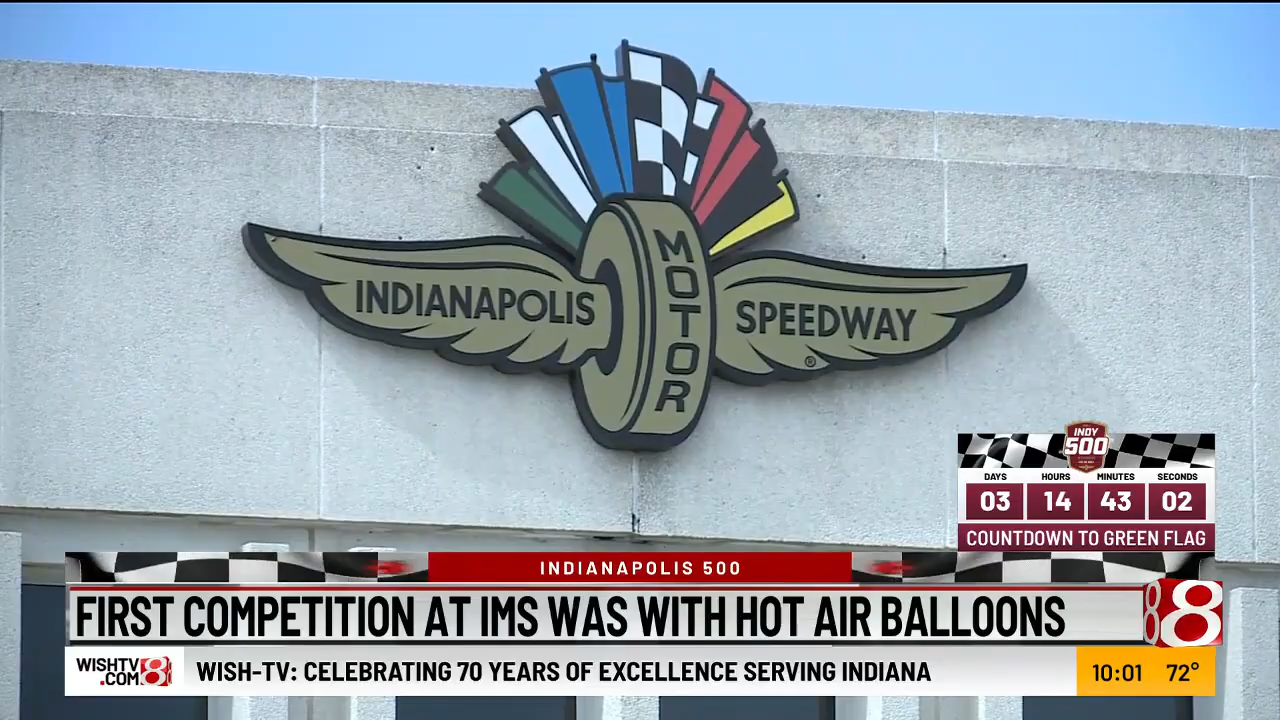 INDIANAPOLIS
MOTOR
SPEEDWAY
®
INDY
500
DAYS HOURS MINUTES SECONDS
03 14 43 02
COUNTDOWN TO GREEN FLAG
INDIANAPOLIS 500
FIRST COMPETITION AT IMS WAS WITH HOT AIR BALLOONS
8
WISHTV
.COM 8
WISH-TV: CELEBRATING 70 YEARS OF EXCELLENCE SERVING INDIANA
10:01 72°